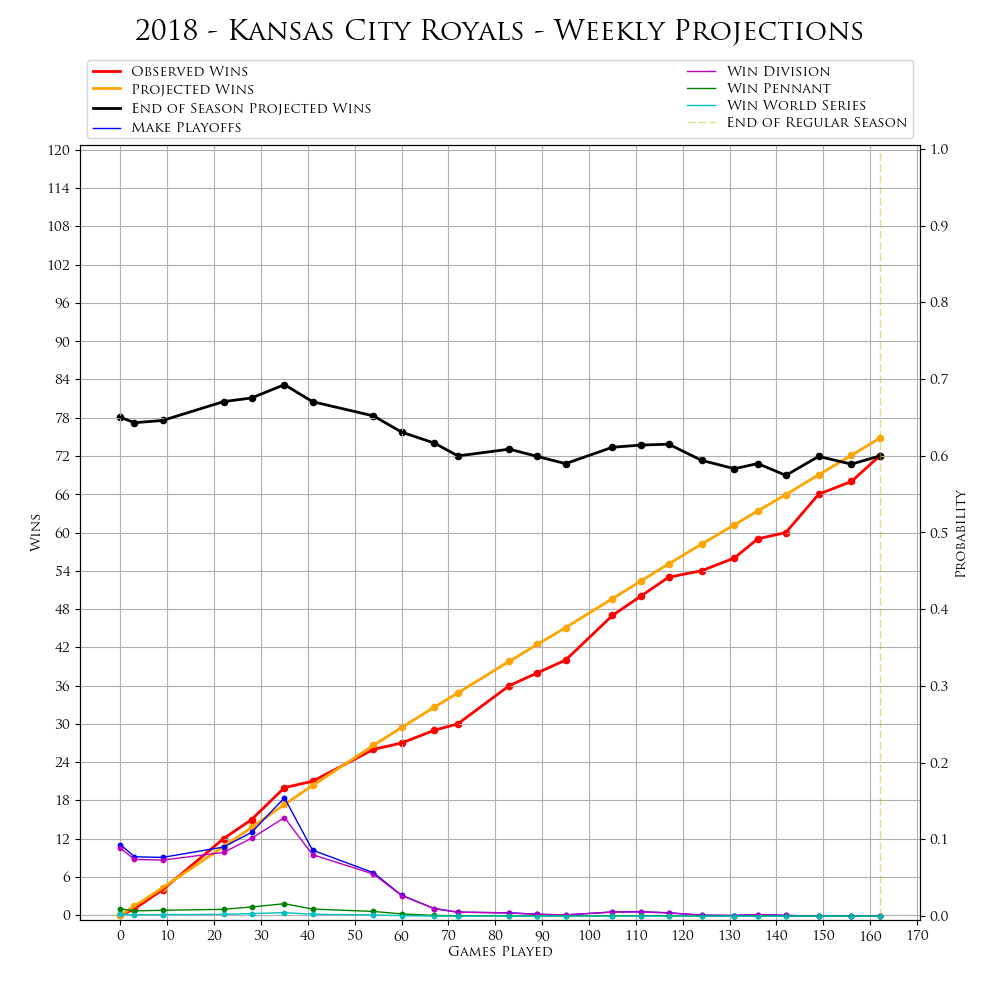 2018 - Kansas City Royals - Weekly Projections
Observed Wins
Projected Wins
End of Season Projected Wins
Make Playoffs
Win Division
Win Pennant
Win World Series
End of Regular Season
120
114
108
102
96
90
84
78
72
66
60
54
48
42
36
30
24
18
12
6
0
Wins
1.0
0.9
0.8
0.7
0.6
0.5
0.4
0.3
0.2
0.1
0.0
Probability
0 10 20 30 40 50 60 70 80 90 100 110 120 130 140 150 160 170
Games Played